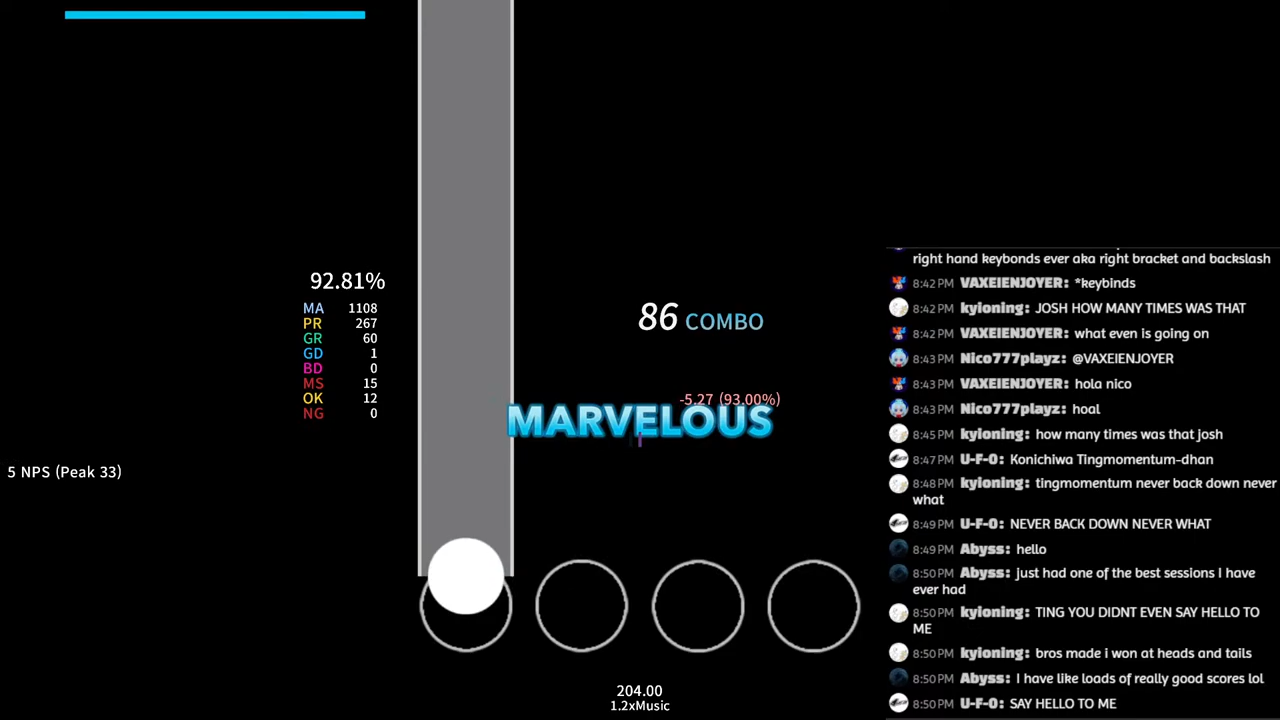 92.81%
MA 1108
PR 267
GR 60
GD 1
BD 0
MS 15
OK 12
NG 0
5 NPS (Peak 33)
86 COMBO
-5.27 (93.00%)
MARVELOUS
204.00
1.2xMusic
right hand keybonds ever aka right bracket and backslash
8:42 PM VAXEIENJOYER: *keybinds
8:42 PM kyloning: JOSH HOW MANY TIMES WAS THAT
8:42 PM VAXEIENJOYER: what even is going on
8:43 PM Nico777playz: @VAXEIENJOYER
8:43 PM VAXEIENJOYER: hola nico
8:43 PM Nico777playz: hoal
8:45 PM kyloning: how many times was that josh
8:47 PM U-F-O: Konichiwa Tingmomentum-dhan
8:48 PM kyloning: tingmomentum never back down never
what
8:49 PM U-F-O: NEVER BACK DOWN NEVER WHAT
8:49 PM Abyss: hello
8:50 PM Abyss: just had one of the best sessions I have
ever had
8:50 PM kyloning: TING YOU DIDNT EVEN SAY HELLO TO
ME
8:50 PM kyloning: bros made i won at heads and tails
8:50 PM Abyss: I have like loads of really good scores lol
8:50 PM U-F-O: SAY HELLO TO ME